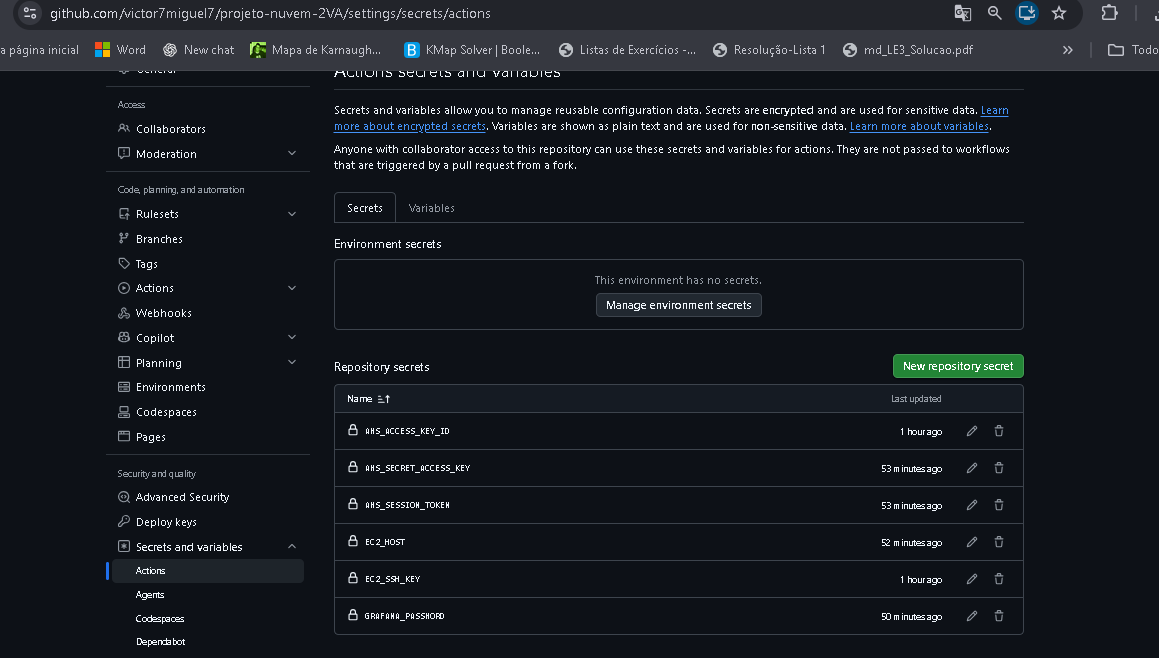 github.com/victor7miguel7/projeto-nuvem-2VA/settings/secrets/actions
a página inicial Word New chat Mapa de Karnaugh... KMap Solver | Boole... Listas de Exercícios -... Resolução-Lista 1 md_LE3_Solucao.pdf » Todo
General
Actions secrets and variables
Secrets and variables allow you to manage reusable configuration data. Secrets are encrypted and are used for sensitive data. Learn
more about encrypted secrets. Variables are shown as plain text and are used for non-sensitive data. Learn more about variables.
Anyone with collaborator access to this repository can use these secrets and variables for actions. They are not passed to workflows
that are triggered by a pull request from a fork.
Access
Collaborators
Moderation
Code, planning, and automation
Rulesets
Branches
Tags
Actions
Webhooks
Copilot
Planning
Environments
Codespaces
Pages
Security and quality
Advanced Security
Deploy keys
Secrets and variables
Actions
Agents
Codespaces
Dependabot
Secrets Variables
Environment secrets
This environment has no secrets.
Manage environment secrets
Repository secrets New repository secret
Name Last updated
AWS_ACCESS_KEY_ID 1 hour ago
AWS_SECRET_ACCESS_KEY 53 minutes ago
AWS_SESSION_TOKEN 53 minutes ago
EC2_HOST 52 minutes ago
EC2_SSH_KEY 1 hour ago
GRAFANA_PASSWORD 50 minutes ago